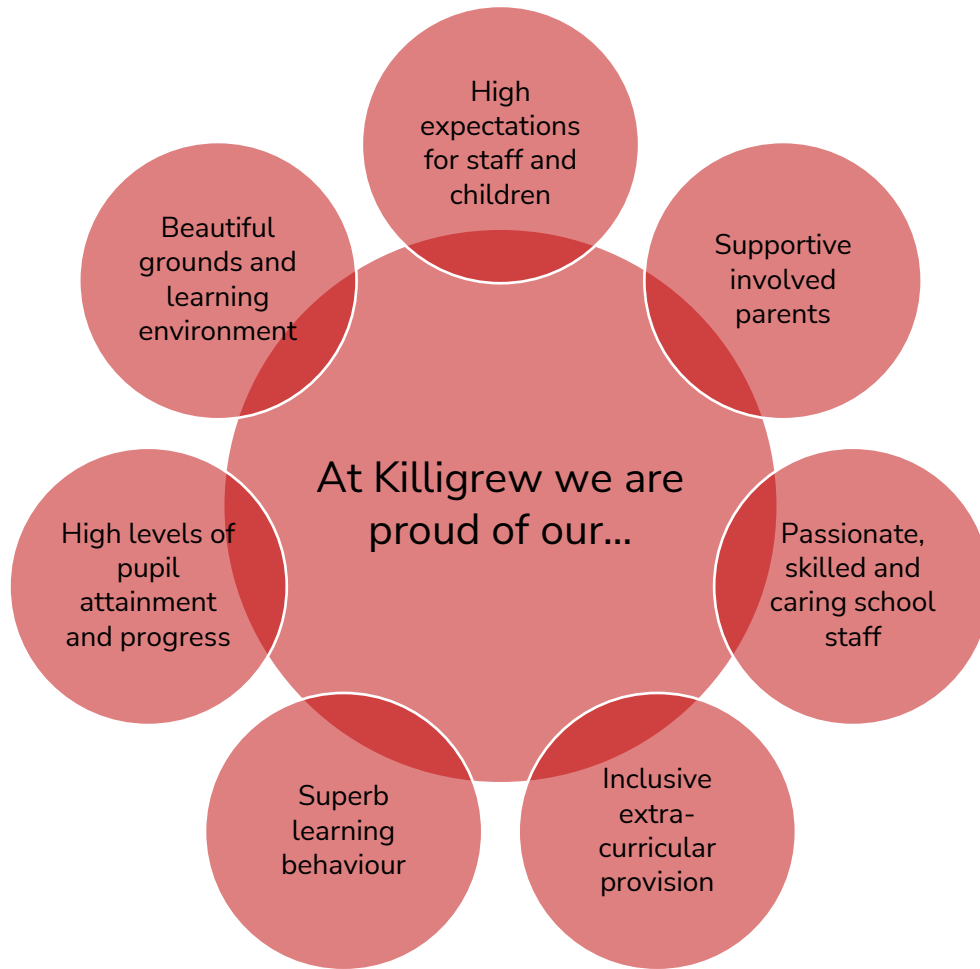 High
expectations
for staff and
children
Supportive
involved
parents
Passionate,
skilled and
caring school
staff
Inclusive
extra-
curricular
provision
Superb
learning
behaviour
High levels of
pupil
attainment
and progress
Beautiful
grounds and
learning
environment
At Killigrew we are
proud of our...